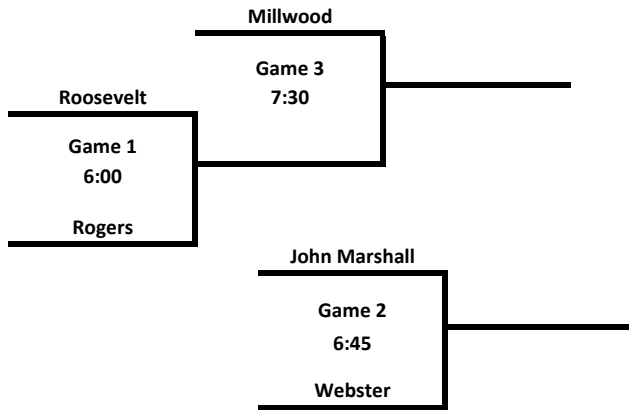 Millwood
Game 3
7:30
Roosevelt
Game 1
6:00
Rogers
John Marshall
Game 2
6:45
Webster